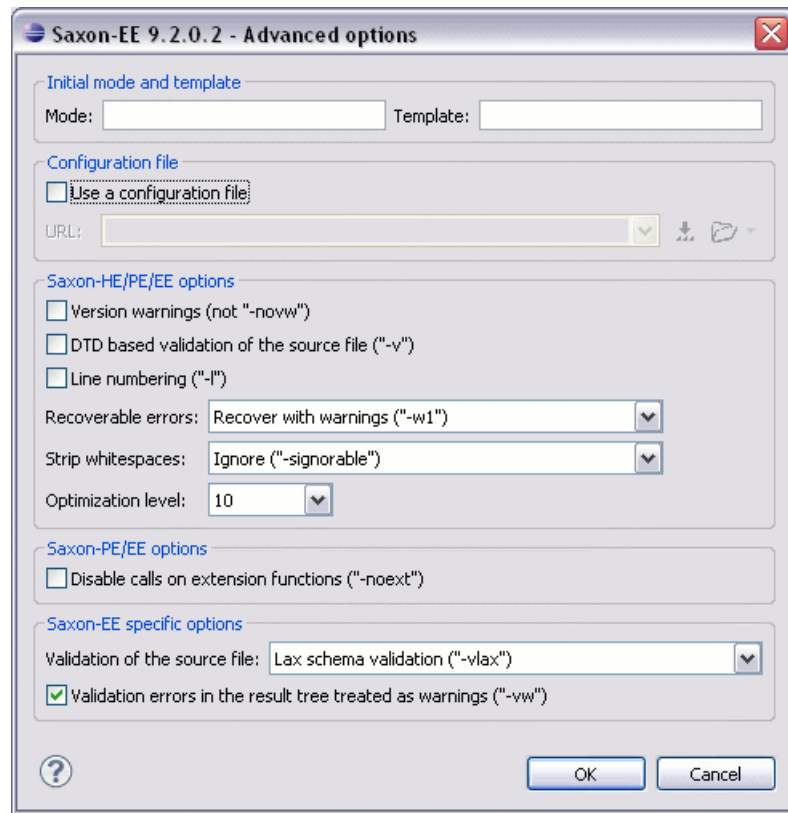 Saxon-EE 9.2.0.2 - Advanced options
Initial mode and template
Mode: Template:
Configuration file
Use a configuration file
URL:
Saxon-HE/PE/EE options
Version warnings (not "-novw")
DTD based validation of the source file ("-v")
Line numbering ("-l")
Recoverable errors: Recover with warnings ("-w1")
Strip whitespaces: Ignore ("-signorable")
Optimization level: 10
Saxon-PE/EE options
Disable calls on extension functions ("-noext")
Saxon-EE specific options
Validation of the source file: Lax schema validation ("-vlax")
Validation errors in the result tree treated as warnings ("-vw")
? OK Cancel